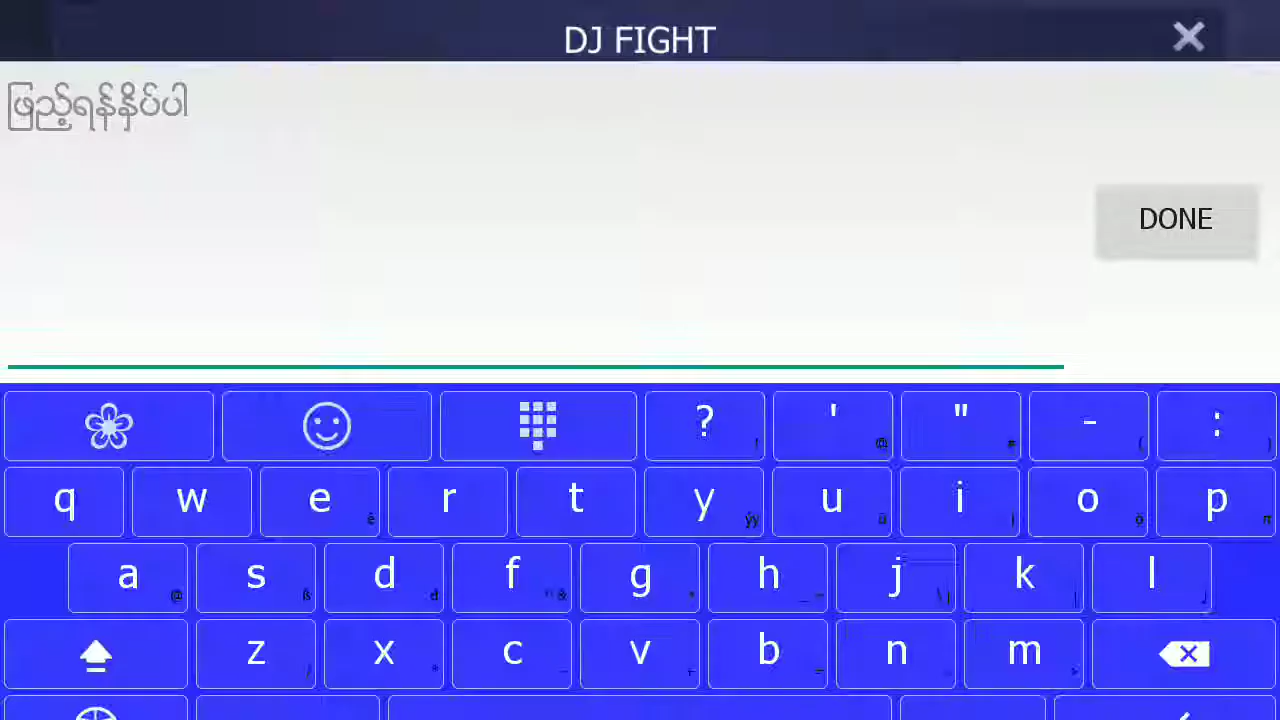 DJ FIGHT
ဖြည့်ရန်နှိပ်ပါ
DONE
? ' " - :
q w e r t y u i o p
a s d f g h j k l
z x c v b n m